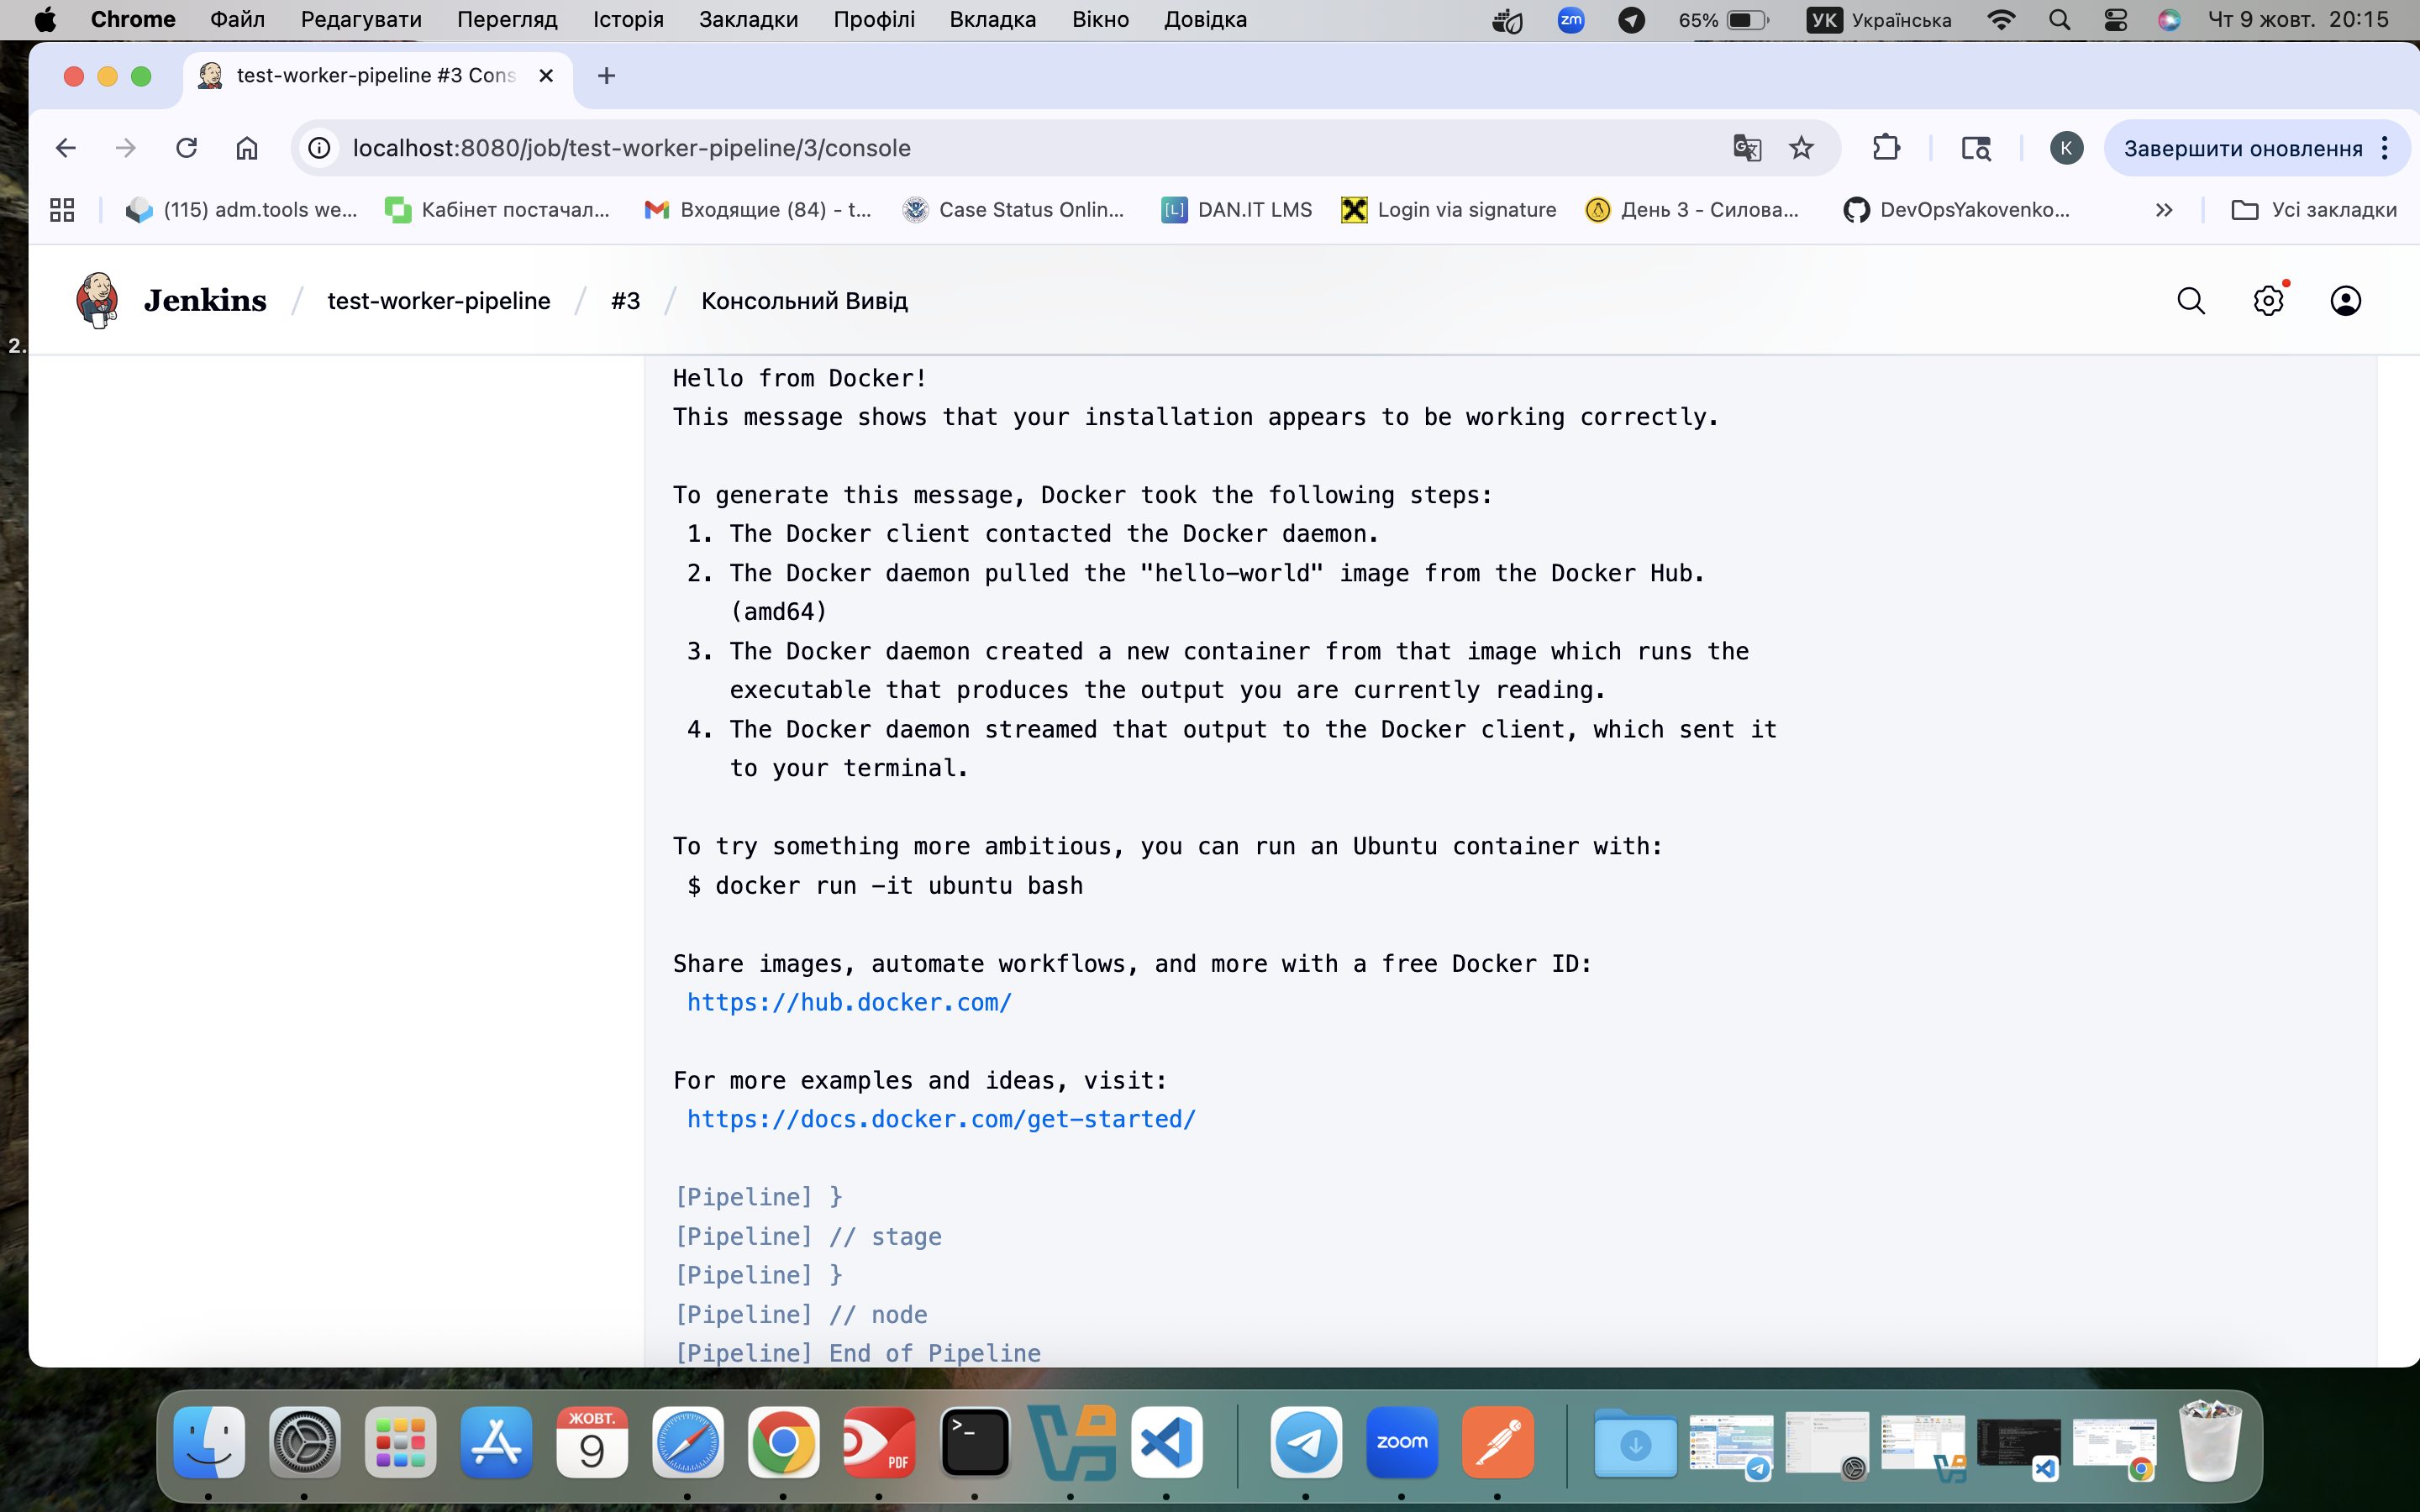 Chrome Файл Редагувати Перегляд Історія Закладки Профілі Вкладка Вікно Довідка zm 65% УК Українська Чт 9 жовт. 20:15
test-worker-pipeline #3 Cons
localhost:8080/job/test-worker-pipeline/3/console K Завершити оновлення
(115) adm.tools we... Кабінет постачал... Входящие (84) - t... Case Status Onlin... [L] DAN.IT LMS Login via signature День 3 - Силова... DevOpsYakovenko... » Усі закладки
Jenkins / test-worker-pipeline / #3 / Консольний Вивід
2.
Hello from Docker!
This message shows that your installation appears to be working correctly.
To generate this message, Docker took the following steps:
1. The Docker client contacted the Docker daemon.
2. The Docker daemon pulled the "hello-world" image from the Docker Hub.
(amd64)
3. The Docker daemon created a new container from that image which runs the
executable that produces the output you are currently reading.
4. The Docker daemon streamed that output to the Docker client, which sent it
to your terminal.
To try something more ambitious, you can run an Ubuntu container with:
$ docker run -it ubuntu bash
Share images, automate workflows, and more with a free Docker ID:
https://hub.docker.com/
For more examples and ideas, visit:
https://docs.docker.com/get-started/
[Pipeline] }
[Pipeline] // stage
[Pipeline] }
[Pipeline] // node
[Pipeline] End of Pipeline
ЖОВТ.
9
PDF
>_
zoom